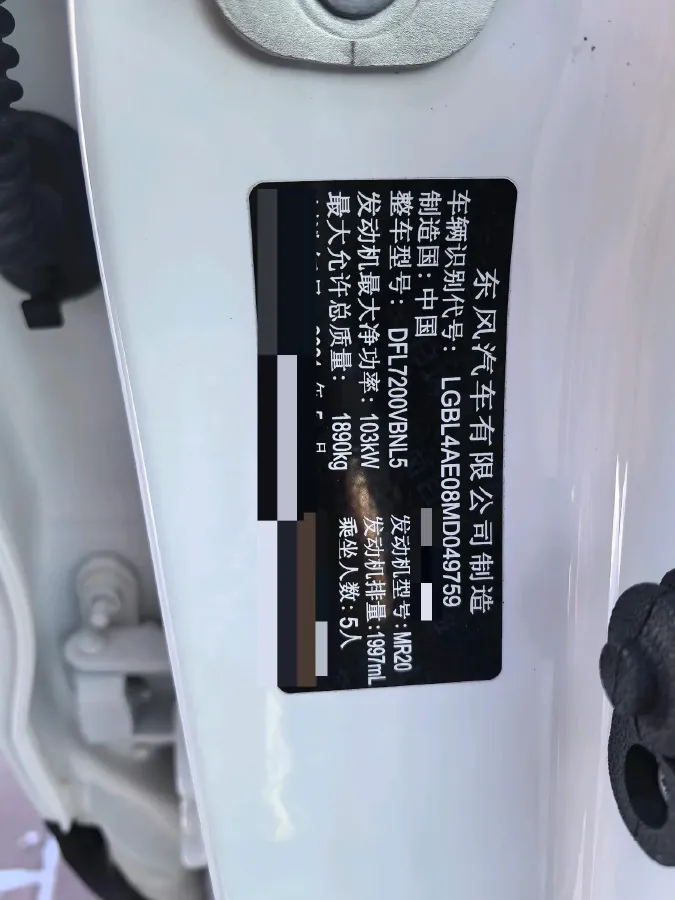 东风汽车有限公司制造
车辆识别代号：LGBL4AE08MD049759
制造国：中国
整车型号：DFL7200VBNL5 发动机型号：MR20
发动机最大净功率：103kW 发动机排量：1997mL
最大允许总质量：1890kg 乘坐人数：5人